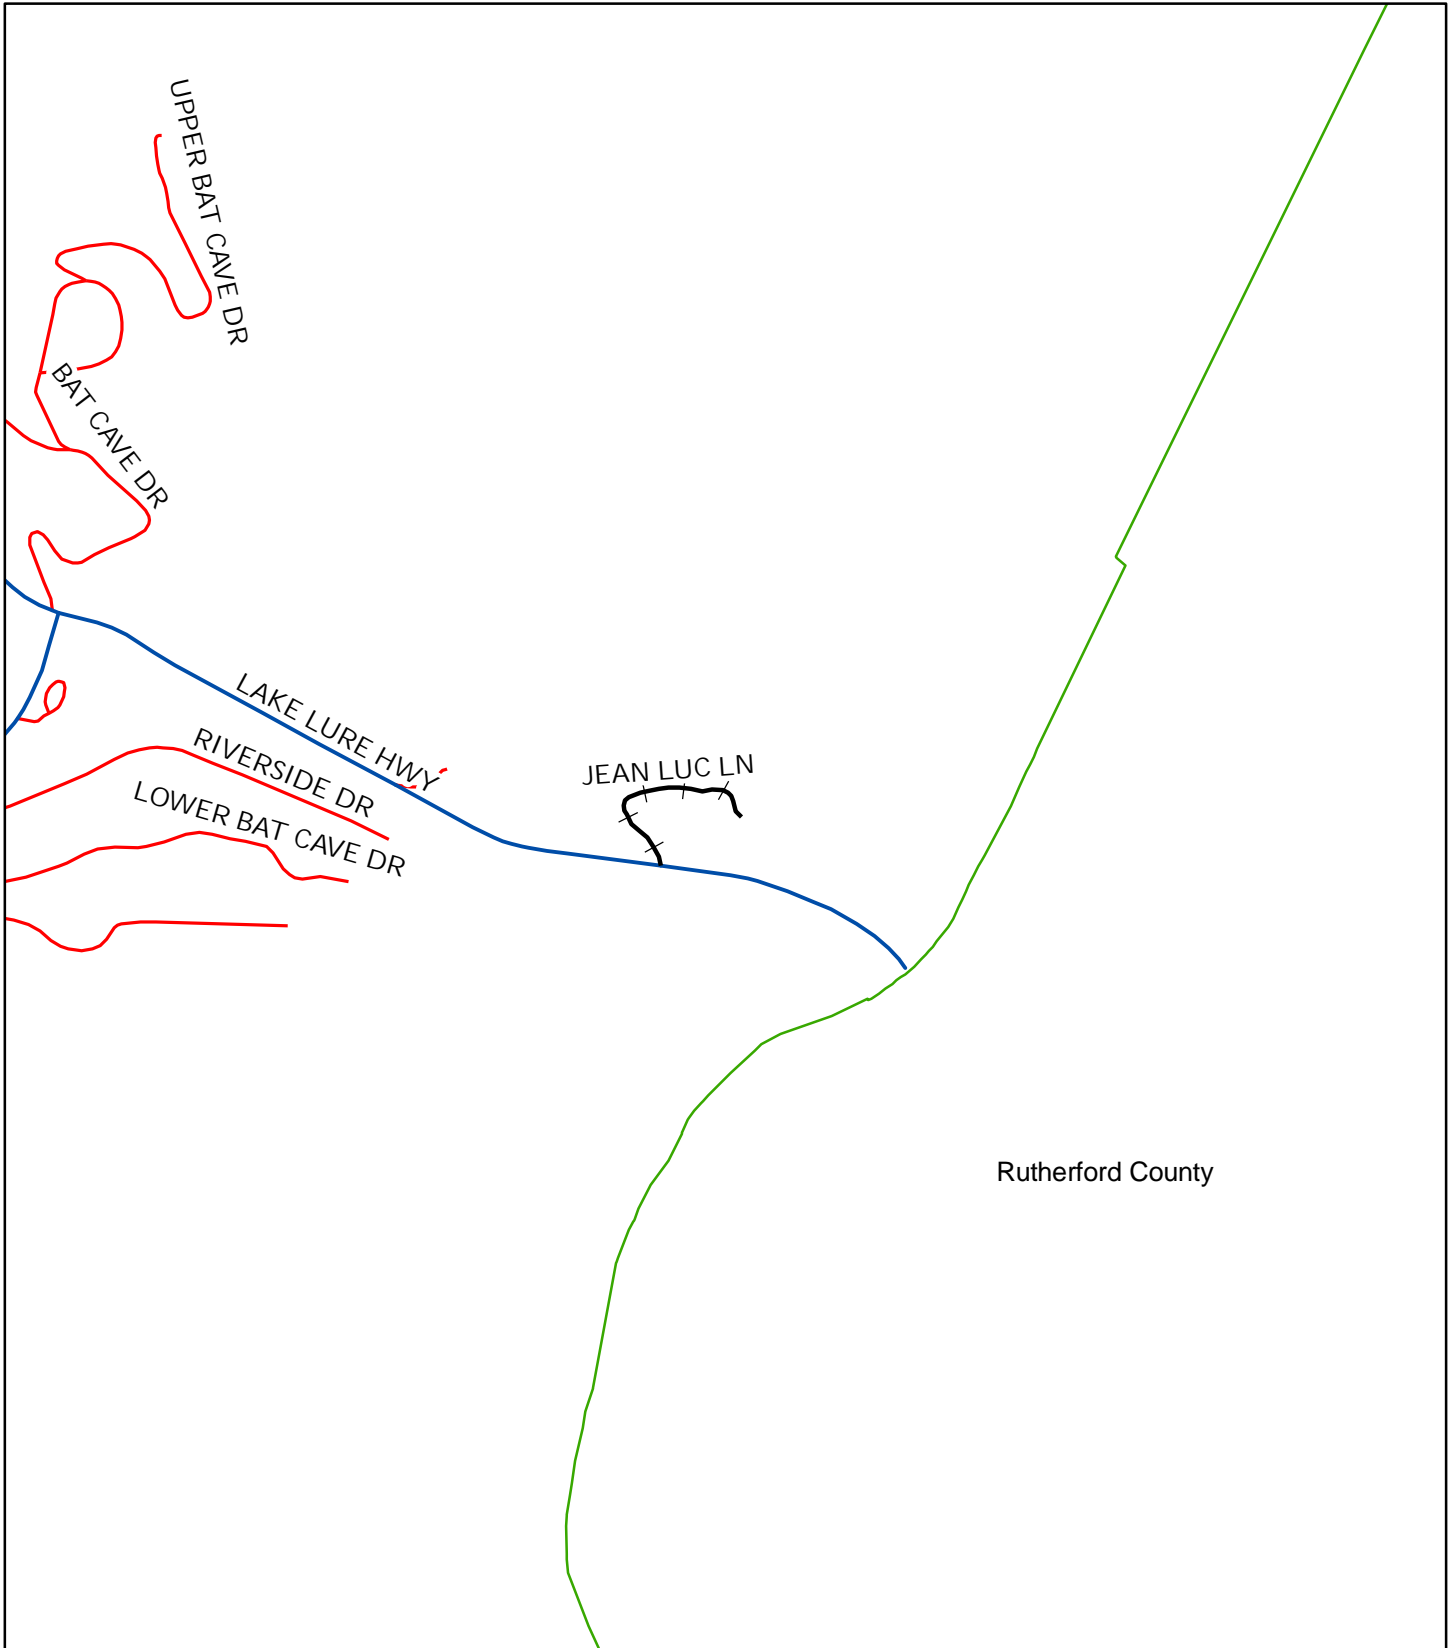 UPPER BAT CAVE DR
BAT CAVE DR
LAKE LURE HWY
RIVERSIDE DR
JEAN LUC LN
LOWER BAT CAVE DR
Rutherford County